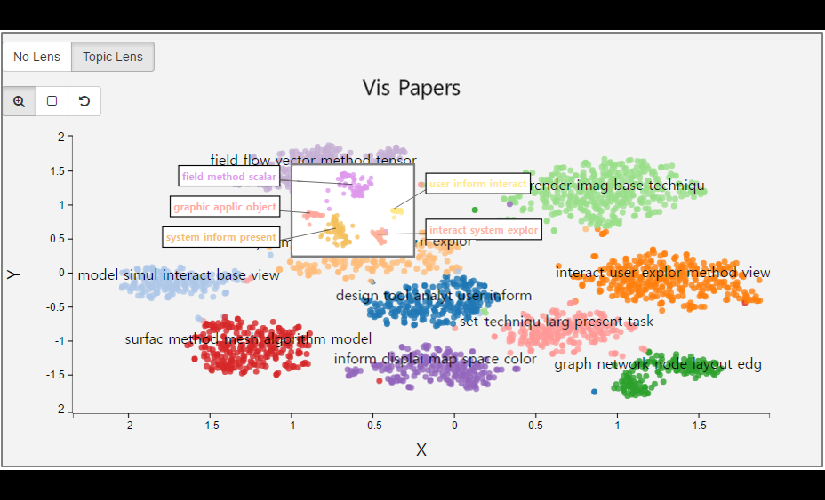 No Lens
Topic Lens
Vis Papers
field flow vector method tensor
field method scalar
user inform interact
render imag base techniqu
graphic applic object
system inform present
interact system explor
explor
model simul interact base view
interact user explor method view
design tool analyt user inform
set techniqu larg present task
surfac method mesh algorithm model
inform displai map space color
graph network node layout edg
Y
2
1.5
1
0.5
0
-0.5
-1
-1.5
2
2
1.5
1
0.5
0
0.5
1
1.5
X